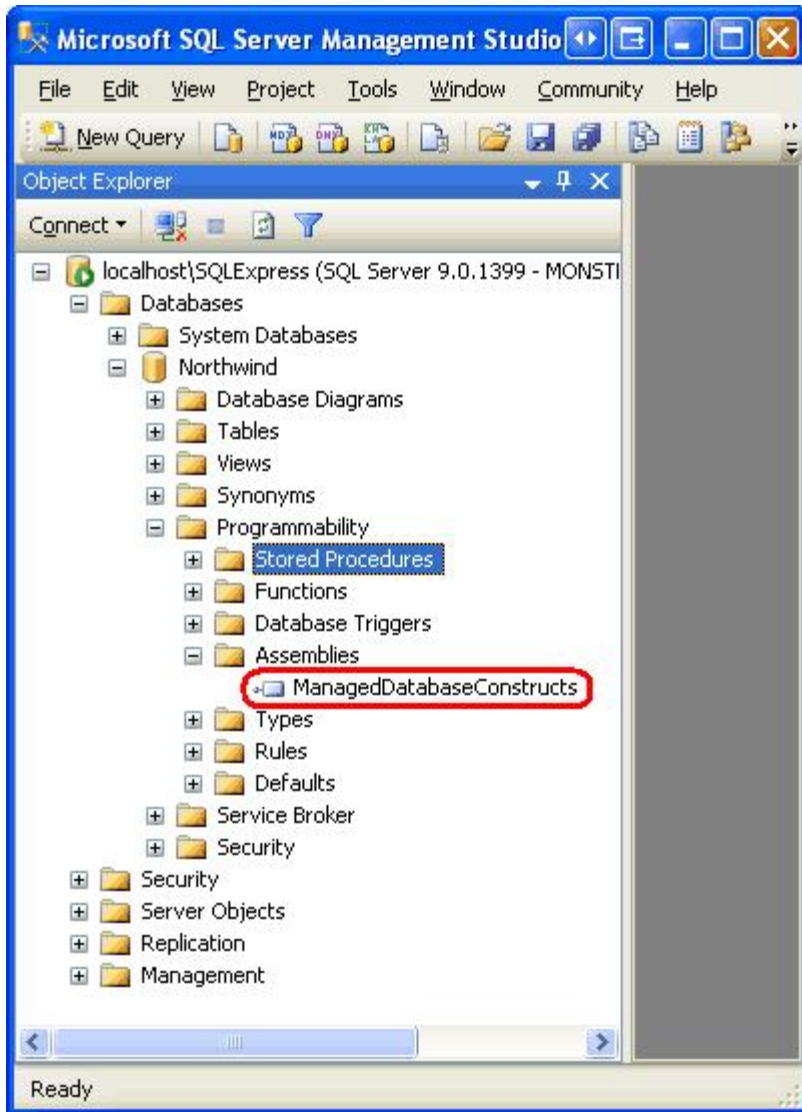 Microsoft SQL Server Management Studio
File Edit View Project Tools Window Community Help
New Query
Object Explorer
Connect
localhost\SQLExpress (SQL Server 9.0.1399 - MONSTI
Databases
System Databases
Northwind
Database Diagrams
Tables
Views
Synonyms
Programmability
Stored Procedures
Functions
Database Triggers
Assemblies
ManagedDatabaseConstructs
Types
Rules
Defaults
Service Broker
Security
Security
Server Objects
Replication
Management
Ready